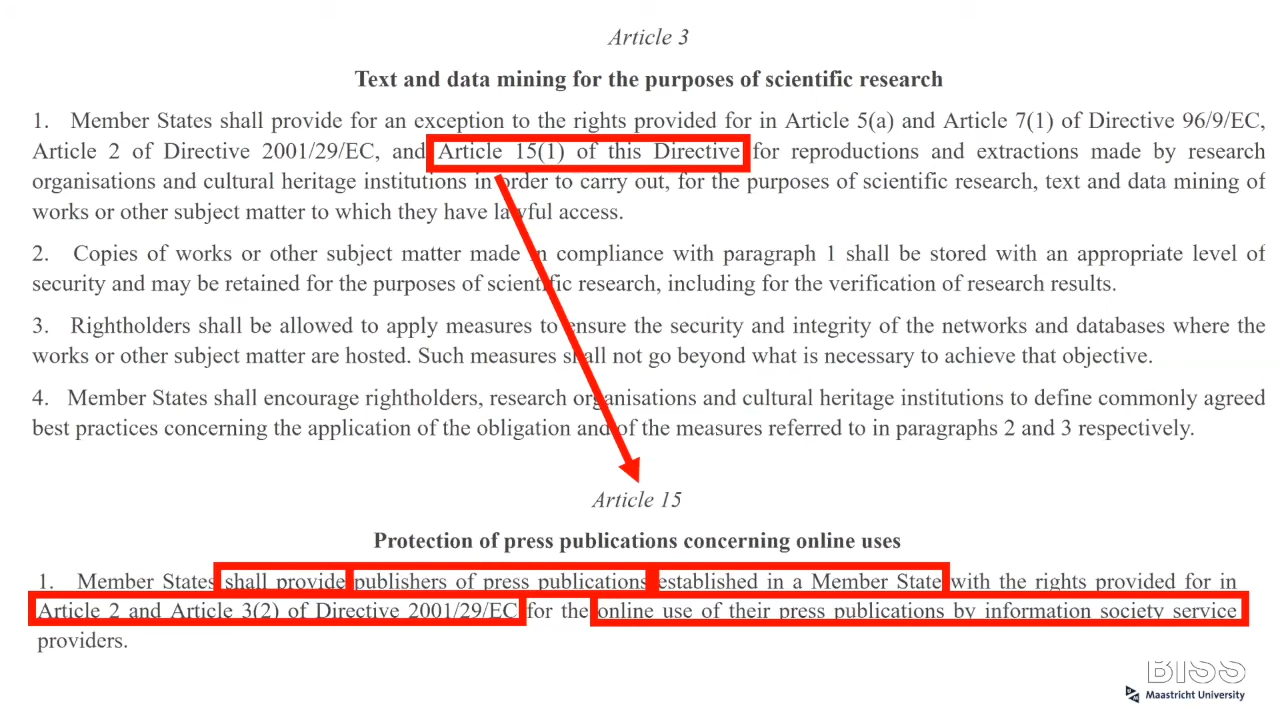 Article 3
Text and data mining for the purposes of scientific research
1. Member States shall provide for an exception to the rights provided for in Article 5(a) and Article 7(1) of Directive 96/9/EC,
Article 2 of Directive 2001/29/EC, and Article 15(1) of this Directive for reproductions and extractions made by research
organisations and cultural heritage institutions in order to carry out, for the purposes of scientific research, text and data mining of
works or other subject matter to which they have lawful access.
2. Copies of works or other subject matter made in compliance with paragraph 1 shall be stored with an appropriate level of
security and may be retained for the purposes of scientific research, including for the verification of research results.
3. Rightholders shall be allowed to apply measures to ensure the security and integrity of the networks and databases where the
works or other subject matter are hosted. Such measures shall not go beyond what is necessary to achieve that objective.
4. Member States shall encourage rightholders, research organisations and cultural heritage institutions to define commonly agreed
best practices concerning the application of the obligation and of the measures referred to in paragraphs 2 and 3 respectively.
Article 15
Protection of press publications concerning online uses
1. Member States shall provide publishers of press publications established in a Member State with the rights provided for in
Article 2 and Article 3(2) of Directive 2001/29/EC for the online use of their press publications by information society service
providers.
BISS
Maastricht University